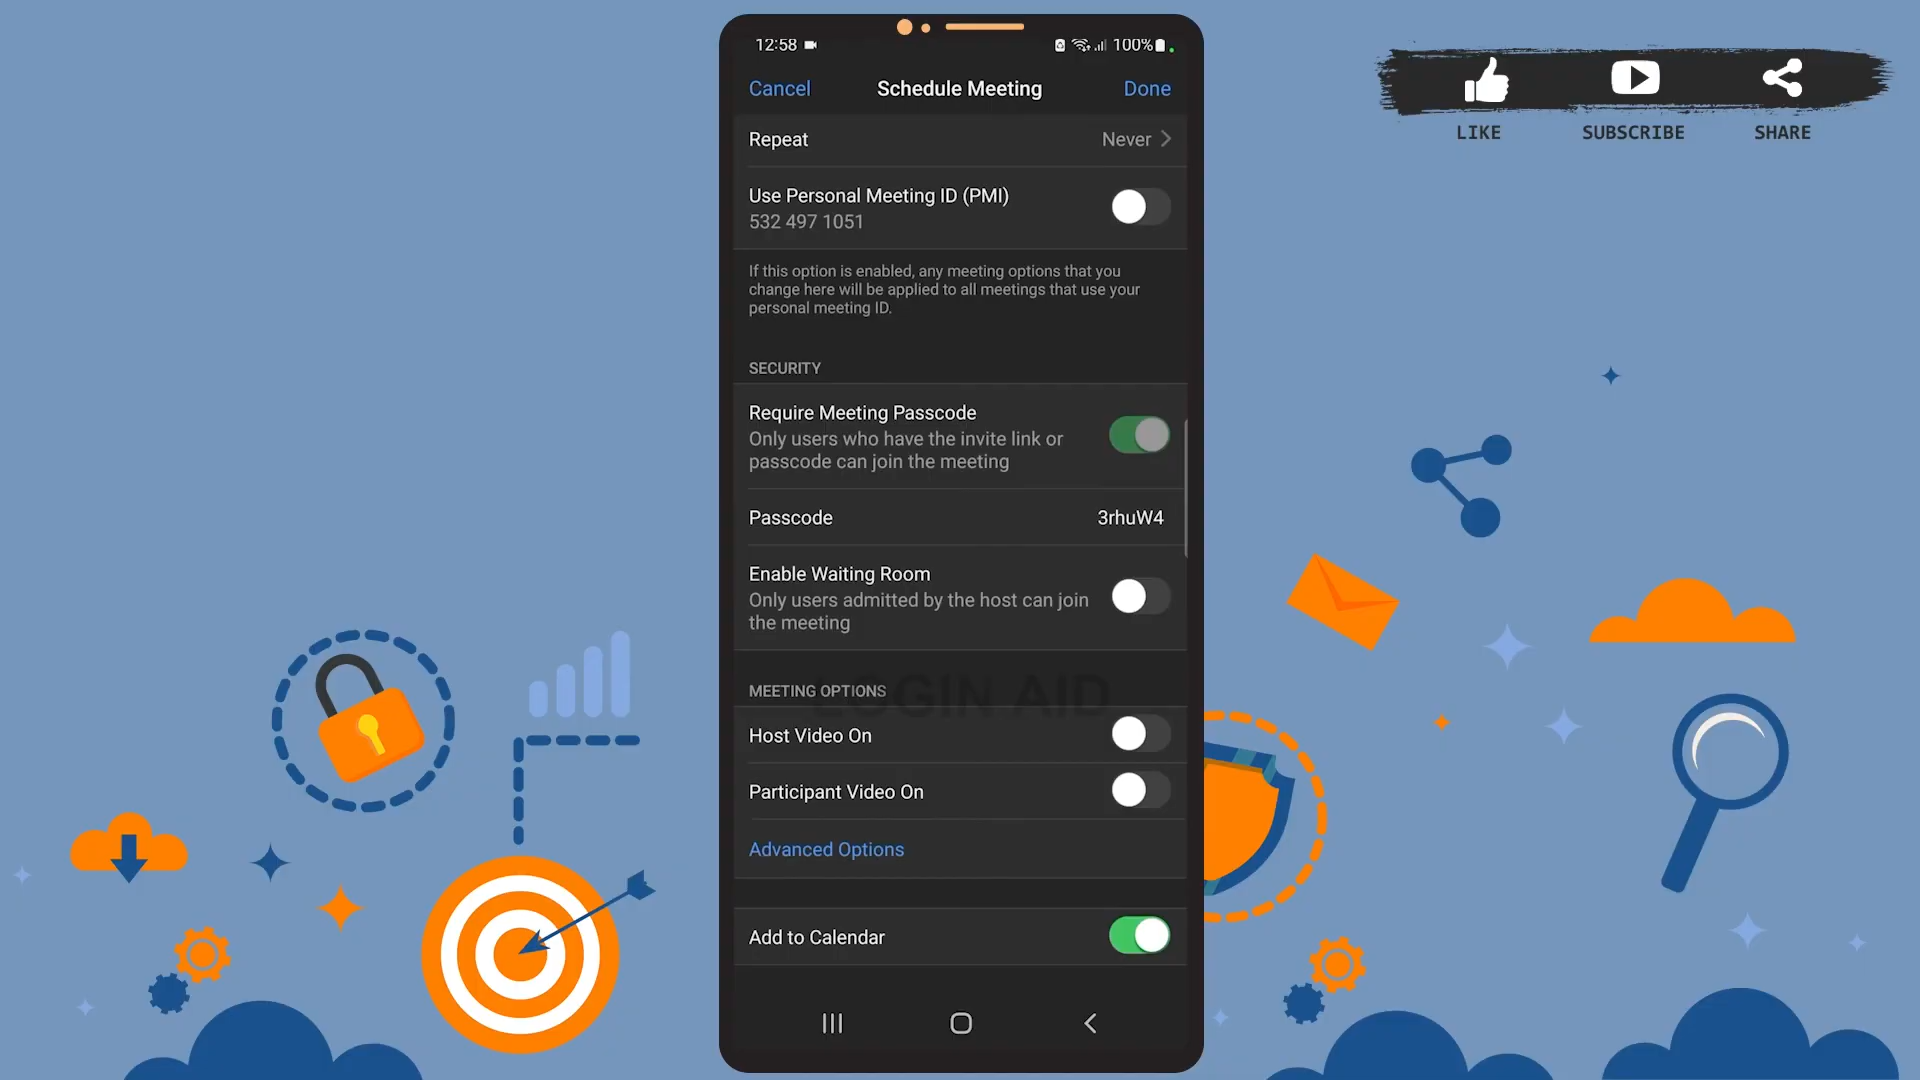 12:58 100%
LIKE SUBSCRIBE SHARE
Cancel Schedule Meeting Done
Repeat Never
Use Personal Meeting ID (PMI)
532 497 1051
If this option is enabled, any meeting options that you
change here will be applied to all meetings that use your
personal meeting ID.
SECURITY
Require Meeting Passcode
Only users who have the invite link or
passcode can join the meeting
Passcode 3rhuW4
Enable Waiting Room
Only users admitted by the host can join
the meeting
LOGIN AID
MEETING OPTIONS
Host Video On
Participant Video On
Advanced Options
Add to Calendar